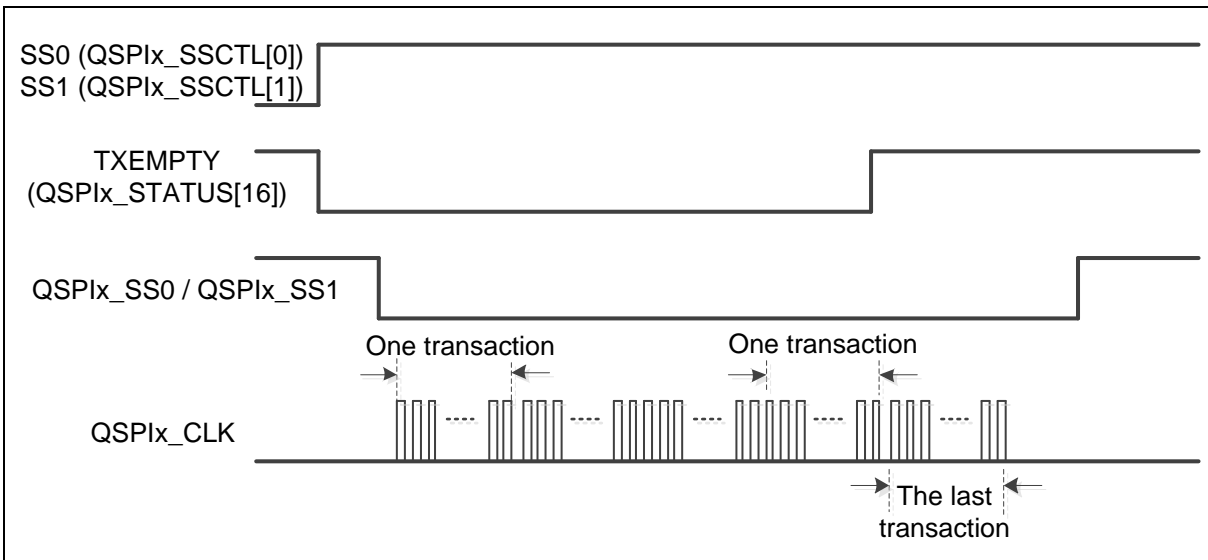 SS0 (QSPIx_SSCTL[0])
SS1 (QSPIx_SSCTL[1])
TXEMPTY
(QSPIx_STATUS[16])
QSPIx_SS0 / QSPIx_SS1
One transaction
One transaction
QSPIx_CLK
The last
transaction